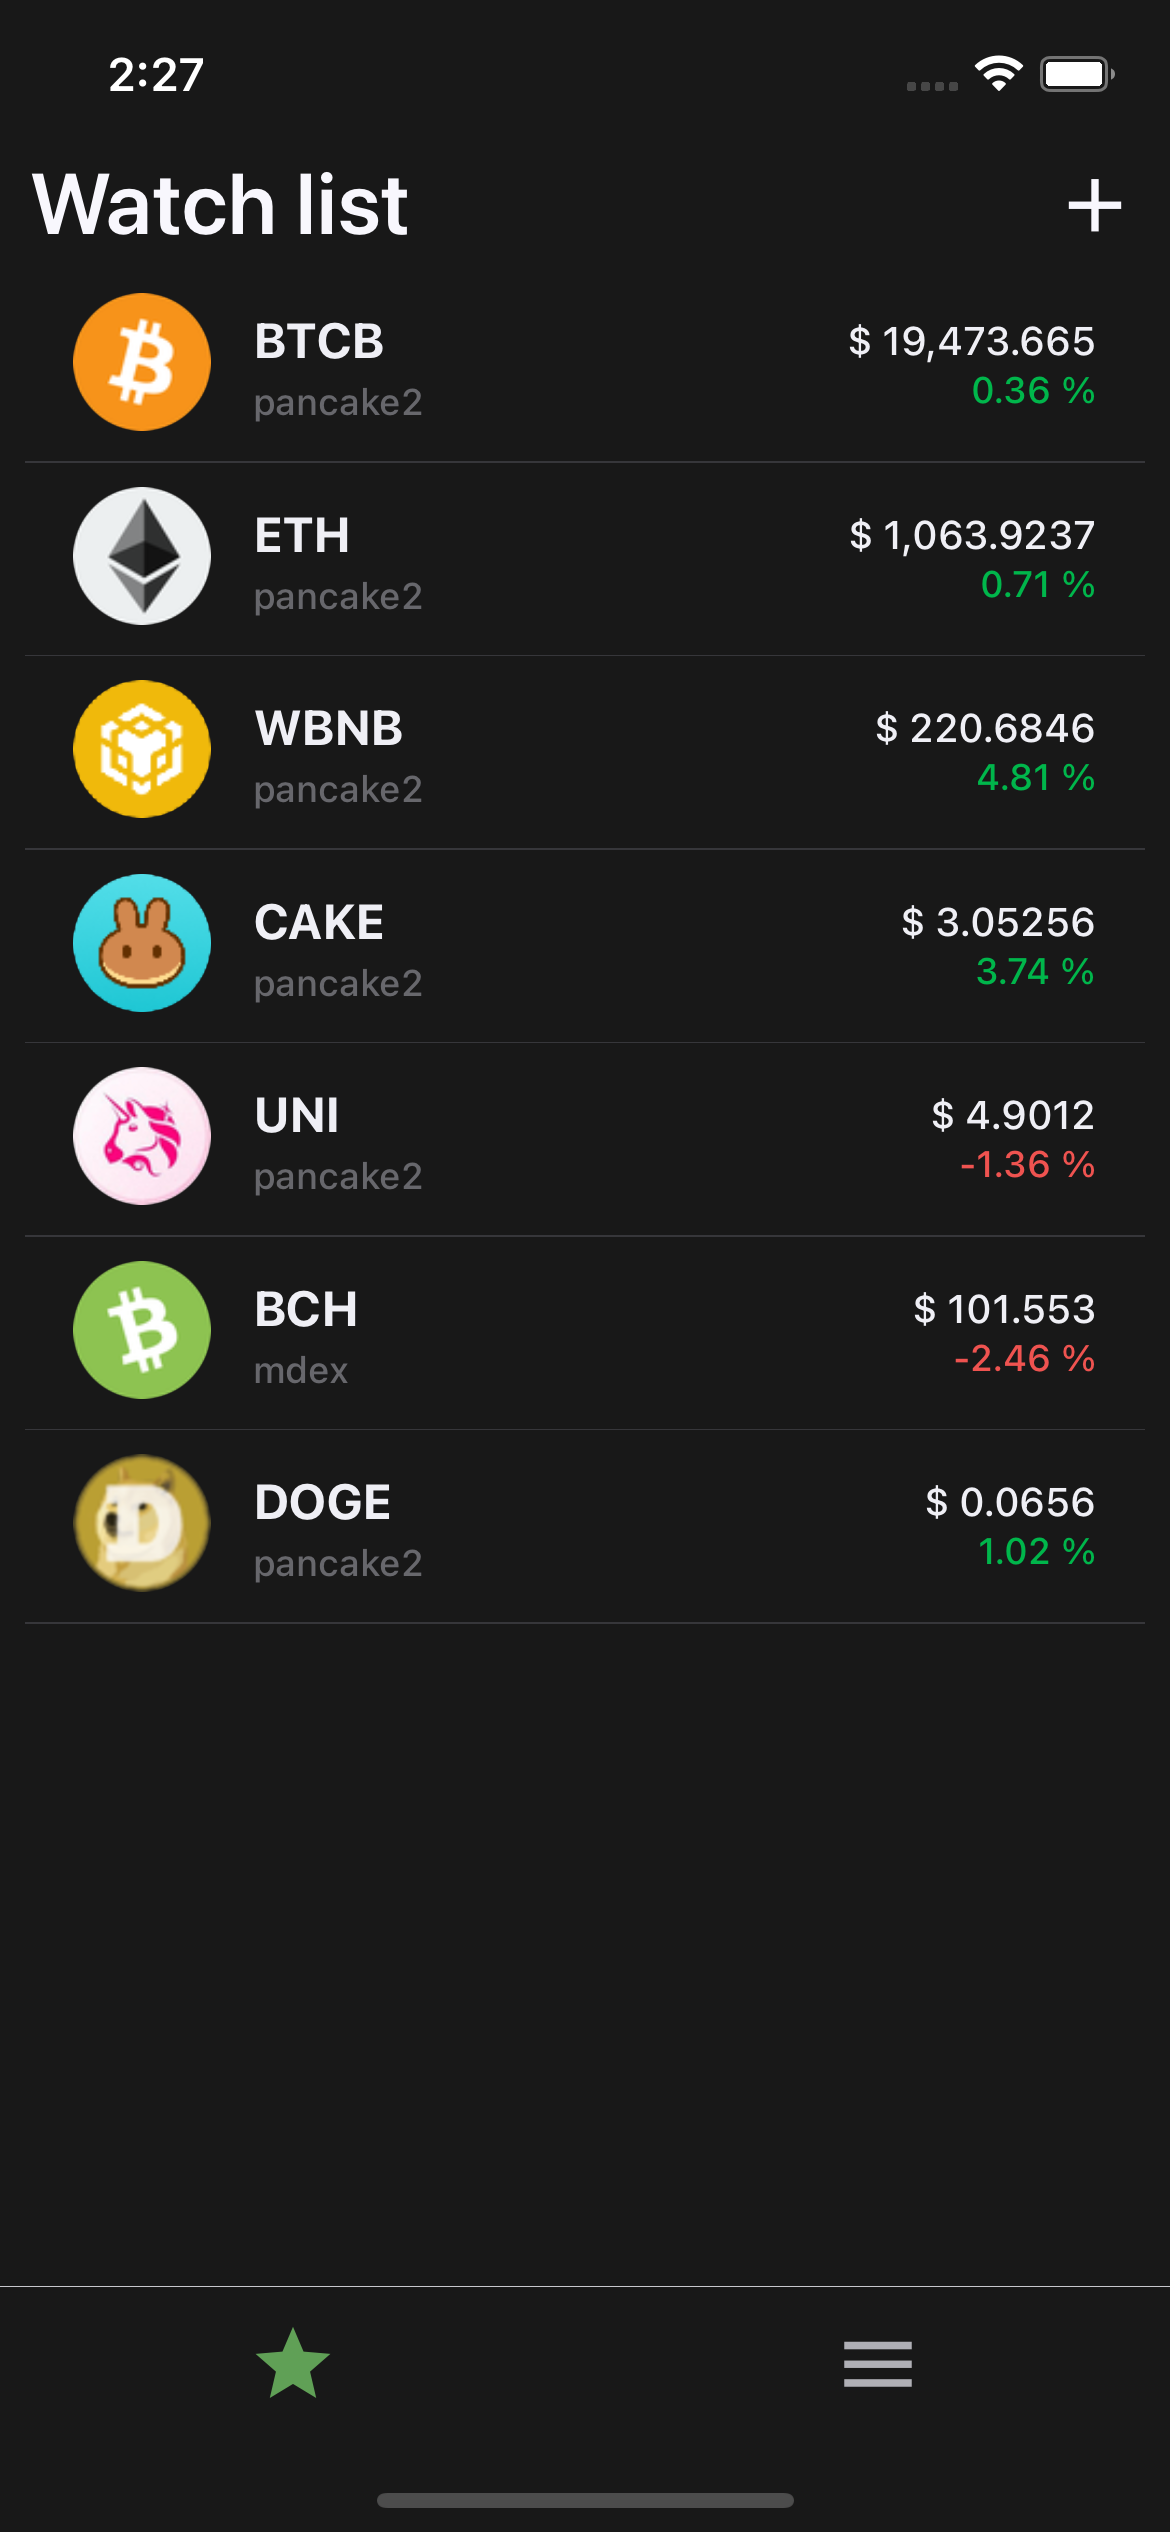 2:27
Watch list
BTCB
$ 19,473.665
pancake2
0.36 %
ETH
$ 1,063.9237
pancake2
0.71 %
WBNB
$ 220.6846
pancake2
4.81 %
CAKE
$ 3.05256
pancake2
3.74 %
UNI
$ 4.9012
pancake2
-1.36 %
BCH
$ 101.553
mdex
-2.46 %
DOGE
$ 0.0656
pancake2
1.02 %